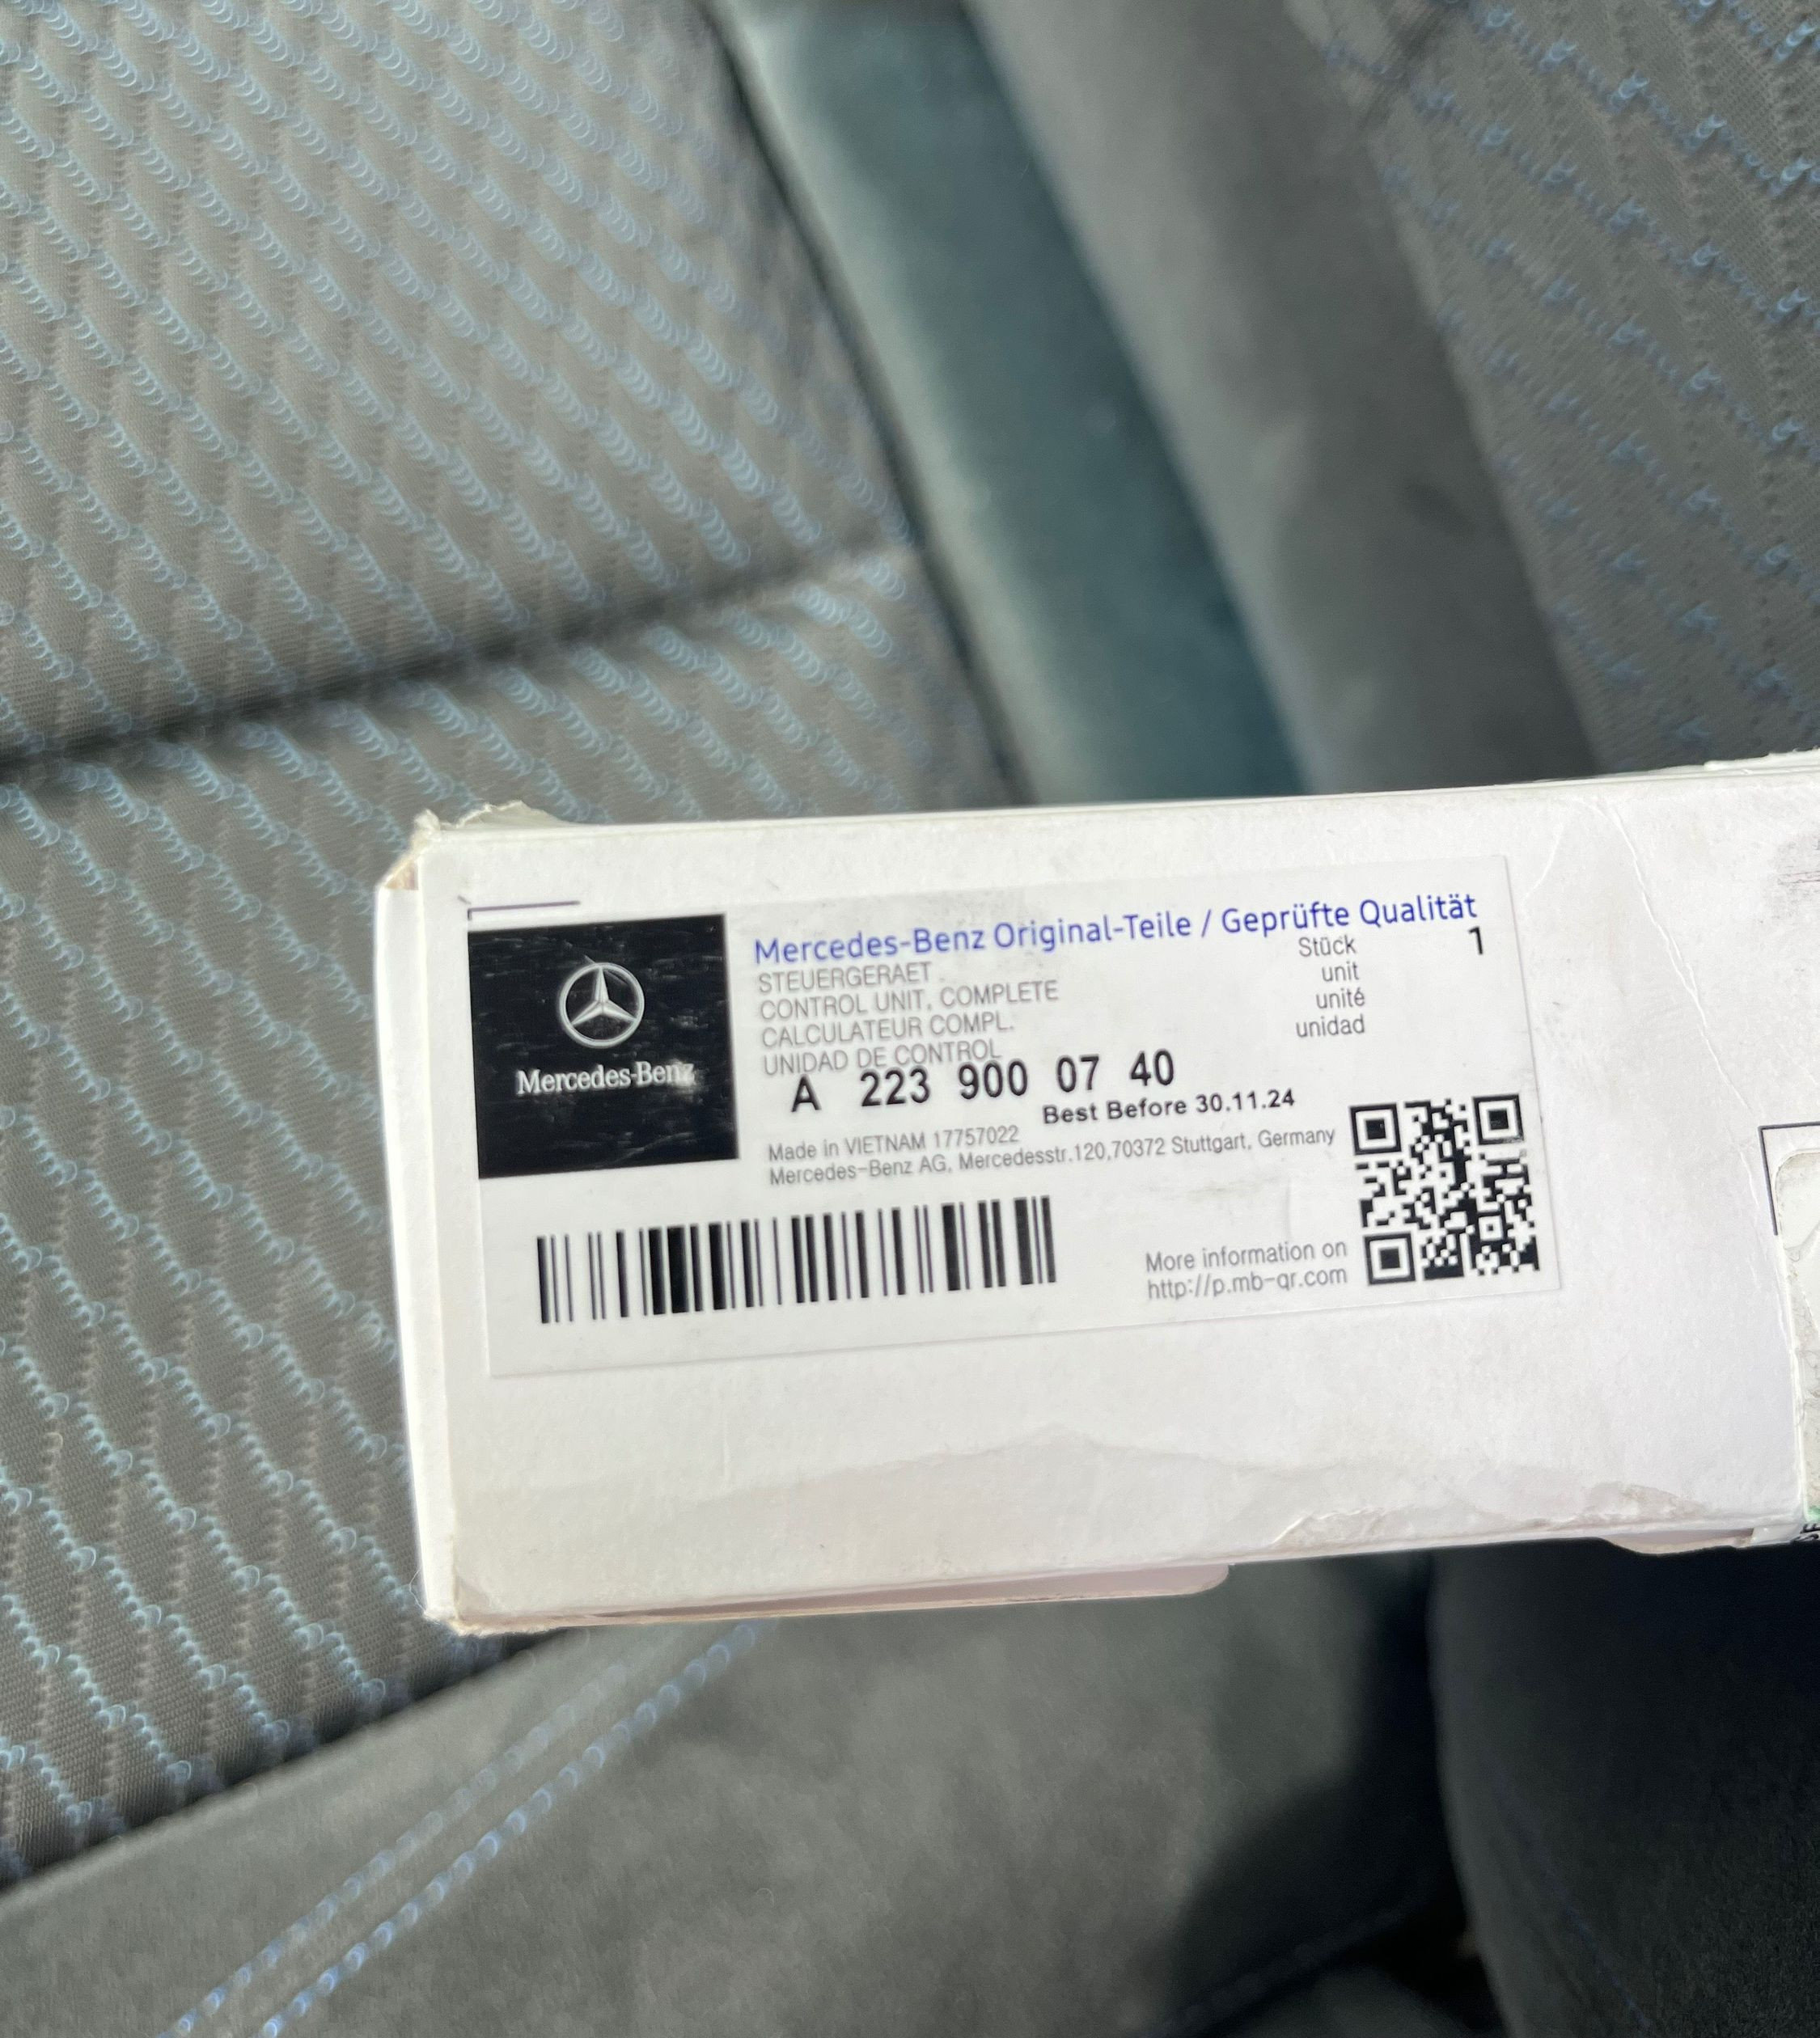 Mercedes-Benz
Mercedes-Benz Original-Teile / Geprüfte Qualität
STEUERGERAET
CONTROL UNIT, COMPLETE
CALCULATEUR COMPL.
UNIDAD DE CONTROL
Stück 1
unit
unité
unidad
A 223 900 07 40
Best Before 30.11.24
Made in VIETNAM 17757022
Mercedes-Benz AG, Mercedesstr.120,70372 Stuttgart, Germany
More information on
http://p.mb-qr.com